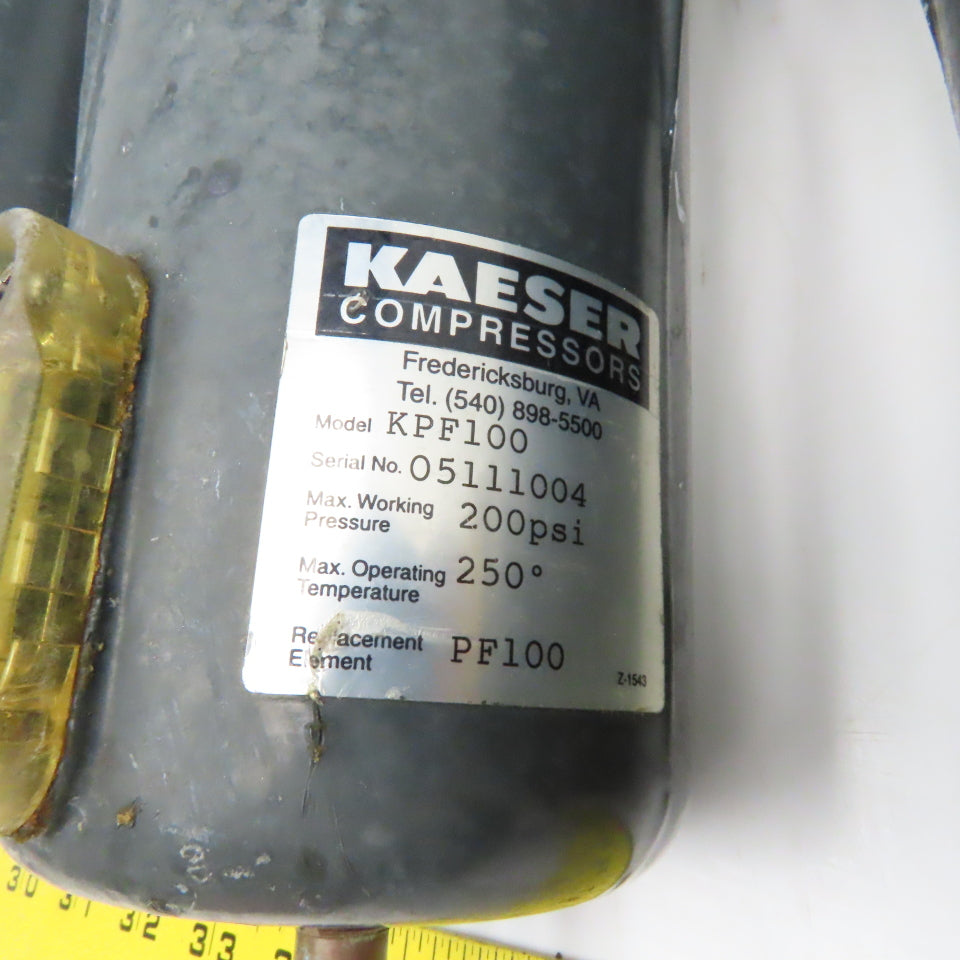 KAESER
COMPRESSORS
Fredericksburg, VA
Tel. (540) 898-5500
Model KPF100
Serial No. 05111004
Max. Working Pressure 200psi
Max. Operating Temperature 250°
Replacement Element PF100
Z-1543
30 31 32 33